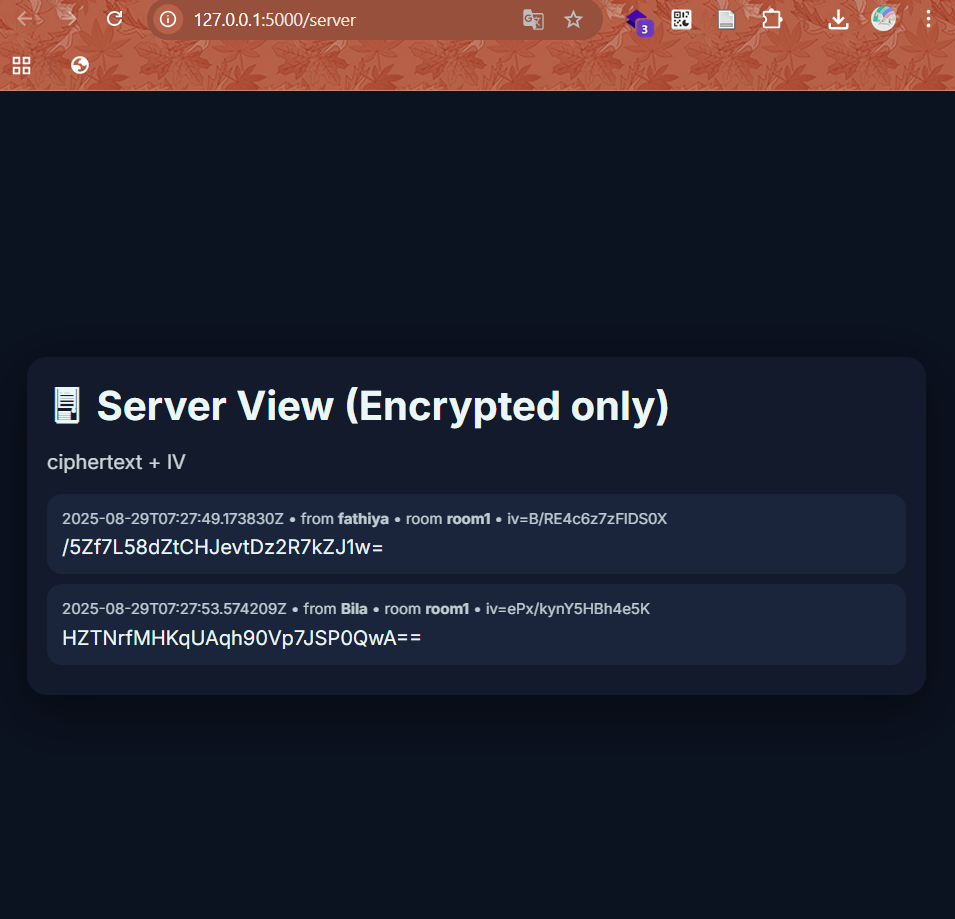 127.0.0.1:5000/server
3
Server View (Encrypted only)
ciphertext + IV
2025-08-29T07:27:49.173830Z • from fathiya • room room1 • iv=B/RE4c6z7zFIDS0X
/5Zf7L58dZtCHJevtDz2R7kZJ1w=
2025-08-29T07:27:53.574209Z • from Bila • room room1 • iv=ePx/kynY5HBh4e5K
HZTNrfMHKqUAqh90Vp7JSP0QwA==